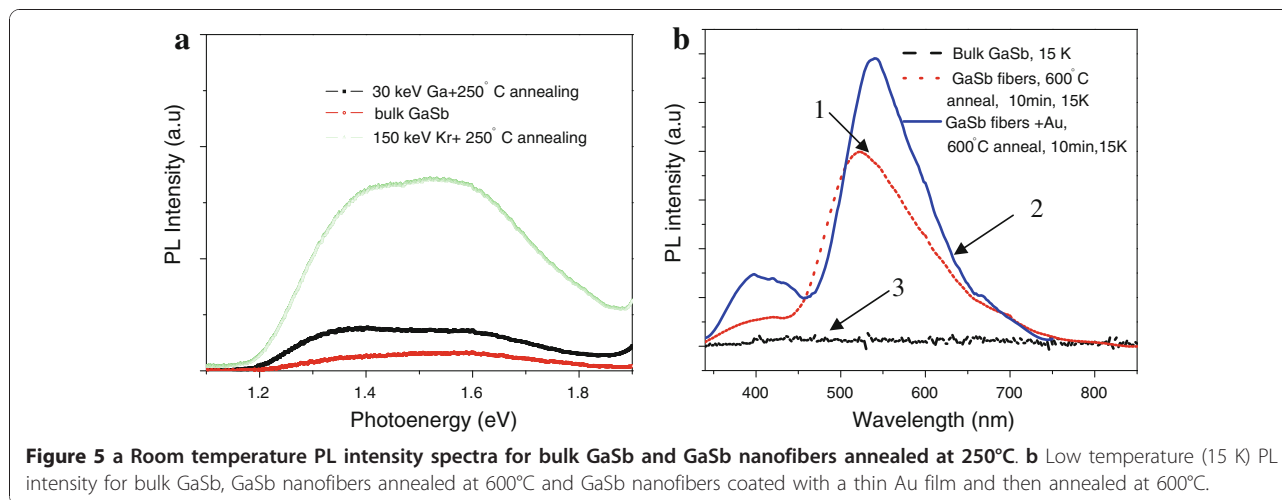 a
PL Intensity (a.u)
30 keV Ga+250° C annealing
bulk GaSb
150 keV Kr+ 250° C annealing
1.2 1.4 1.6 1.8
Photoenergy (eV)
b
PL intensity (a.u)
Bulk GaSb, 15 K
GaSb fibers, 600°C
anneal, 10min, 15K
GaSb fibers +Au,
600°C anneal, 10min,15K
1
2
3
400 500 600 700 800
Wavelength (nm)
Figure 5 a Room temperature PL intensity spectra for bulk GaSb and GaSb nanofibers annealed at 250°C. b Low temperature (15 K) PL
intensity for bulk GaSb, GaSb nanofibers annealed at 600°C and GaSb nanofibers coated with a thin Au film and then annealed at 600°C.